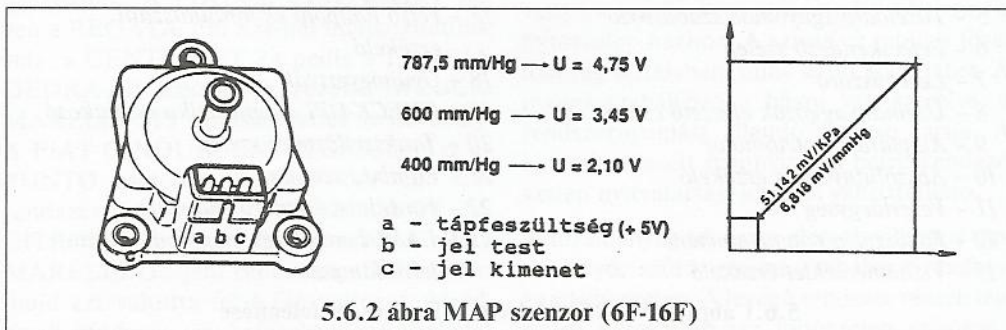 787,5 mm/Hg → U = 4,75 V
600 mm/Hg → U = 3,45 V
400 mm/Hg → U = 2,10 V
51,142 mV/KPa
6,818 mV/mmHg
a b c
c
a - tápfeszültség (+ 5V)
b - jel test
c - jel kimenet
5.6.2 ábra MAP szenzor (6F-16F)